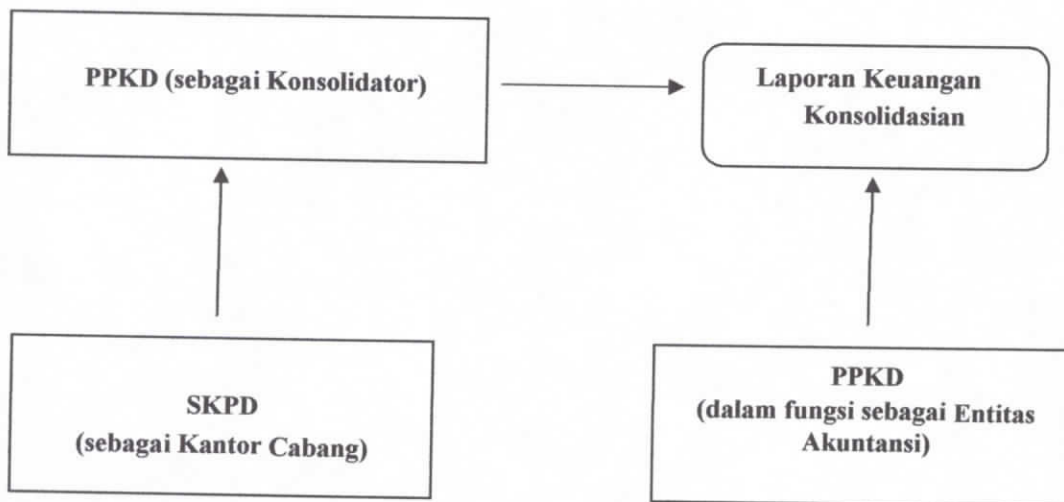 PPKD (sebagai Konsolidator)
Laporan Keuangan
Konsolidasian
SKPD
(sebagai Kantor Cabang)
PPKD
(dalam fungsi sebagai Entitas
Akuntansi)